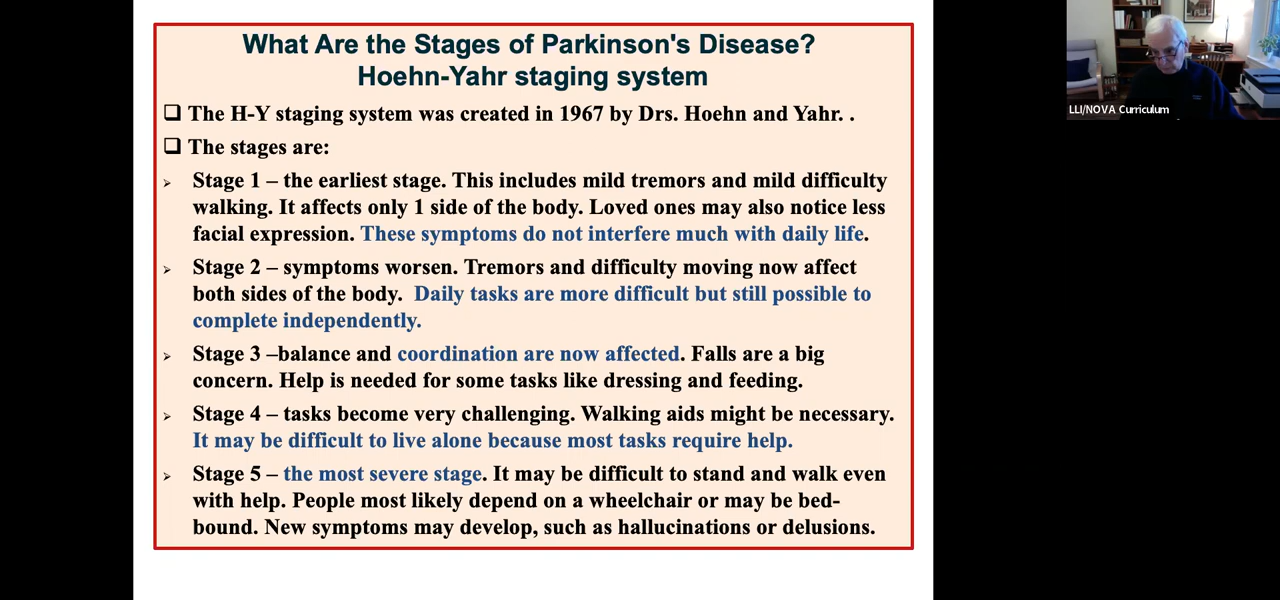 What Are the Stages of Parkinson's Disease?
Hoehn-Yahr staging system
❑ The H-Y staging system was created in 1967 by Drs. Hoehn and Yahr. .
❑ The stages are:
➢ Stage 1 – the earliest stage. This includes mild tremors and mild difficulty
walking. It affects only 1 side of the body. Loved ones may also notice less
facial expression. These symptoms do not interfere much with daily life.
➢ Stage 2 – symptoms worsen. Tremors and difficulty moving now affect
both sides of the body. Daily tasks are more difficult but still possible to
complete independently.
➢ Stage 3 –balance and coordination are now affected. Falls are a big
concern. Help is needed for some tasks like dressing and feeding.
➢ Stage 4 – tasks become very challenging. Walking aids might be necessary.
It may be difficult to live alone because most tasks require help.
➢ Stage 5 – the most severe stage. It may be difficult to stand and walk even
with help. People most likely depend on a wheelchair or may be bed-
bound. New symptoms may develop, such as hallucinations or delusions.
LLI/NOVA Curriculum